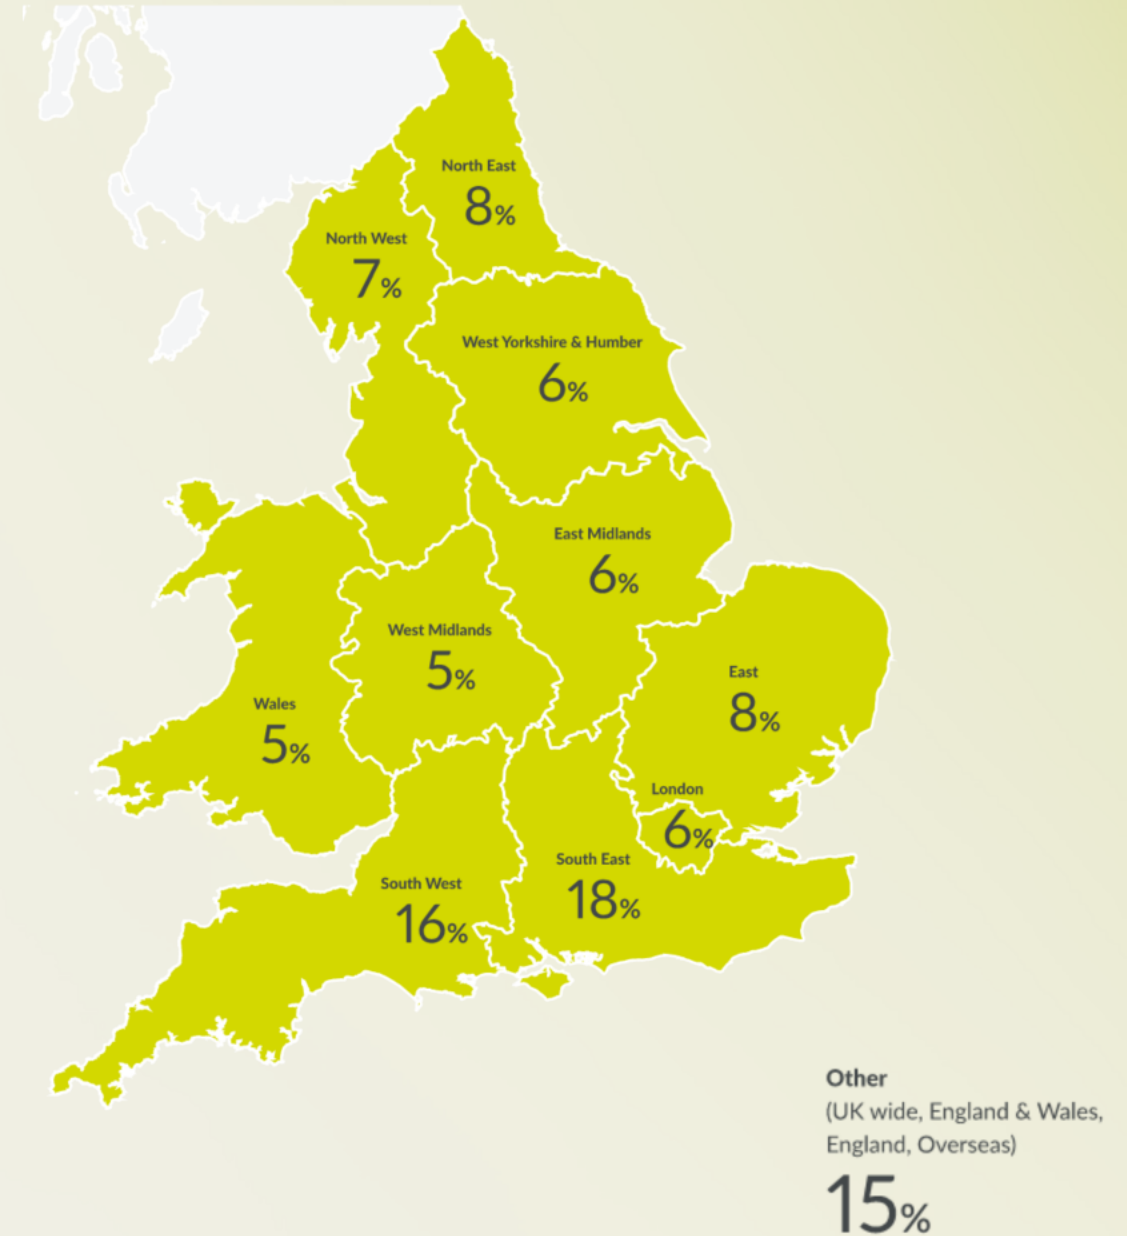 North East
8%
North West
7%
West Yorkshire & Humber
6%
East Midlands
6%
West Midlands
5%
East
8%
Wales
5%
London
6%
South East
18%
South West
16%
Other
(UK wide, England & Wales,
England, Overseas)
15%